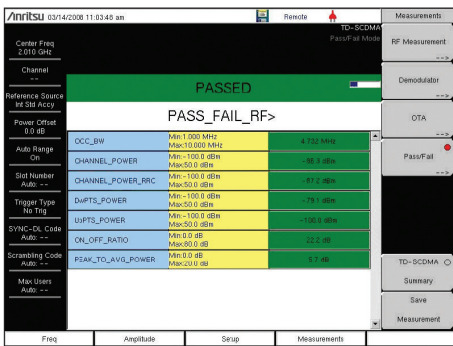 Anritsu 03/14/2008 11:03:48 am
Remote
Measurements
TD-SCDMA
Pass/Fail Mode
Center Freq
2.010 GHz
Channel
--
Reference Source
Int Std Accy
Power Offset
0.0 dB
Auto Range
On
Slot Number
Auto: --
Trigger Type
No Trig
SYNC-DL Code
Auto: --
Scrambling Code
Auto: --
Max Users
Auto: --
PASSED
PASS_FAIL_RF>
OCC_BW Min:1.000 MHz Max:10.000 MHz 4.732 MHz
CHANNEL_POWER Min:-100.0 dBm Max:50.0 dBm dBm
CHANNEL_POWER_RRC Min:-100.0 dBm Max:50.0 dBm dBm
DwPTS_POWER Min:-100.0 dBm Max:50.0 dBm -79.1 dBm
UpPTS_POWER Min:-100.0 dBm Max:50.0 dBm -100.0 dBm
ON_OFF_RATIO Min:0.0 dB Max:80.0 dB 22.2 dB
PEAK_TO_AVG_POWER Min:0.0 dB Max:20.0 dB 5.7 dB
RF Measurement
-->
Demodulator
-->
OTA
-->
Pass/Fail
-->
TD-SCDMA
Summary
Save
Measurement
Freq
Amplitude
Setup
Measurements